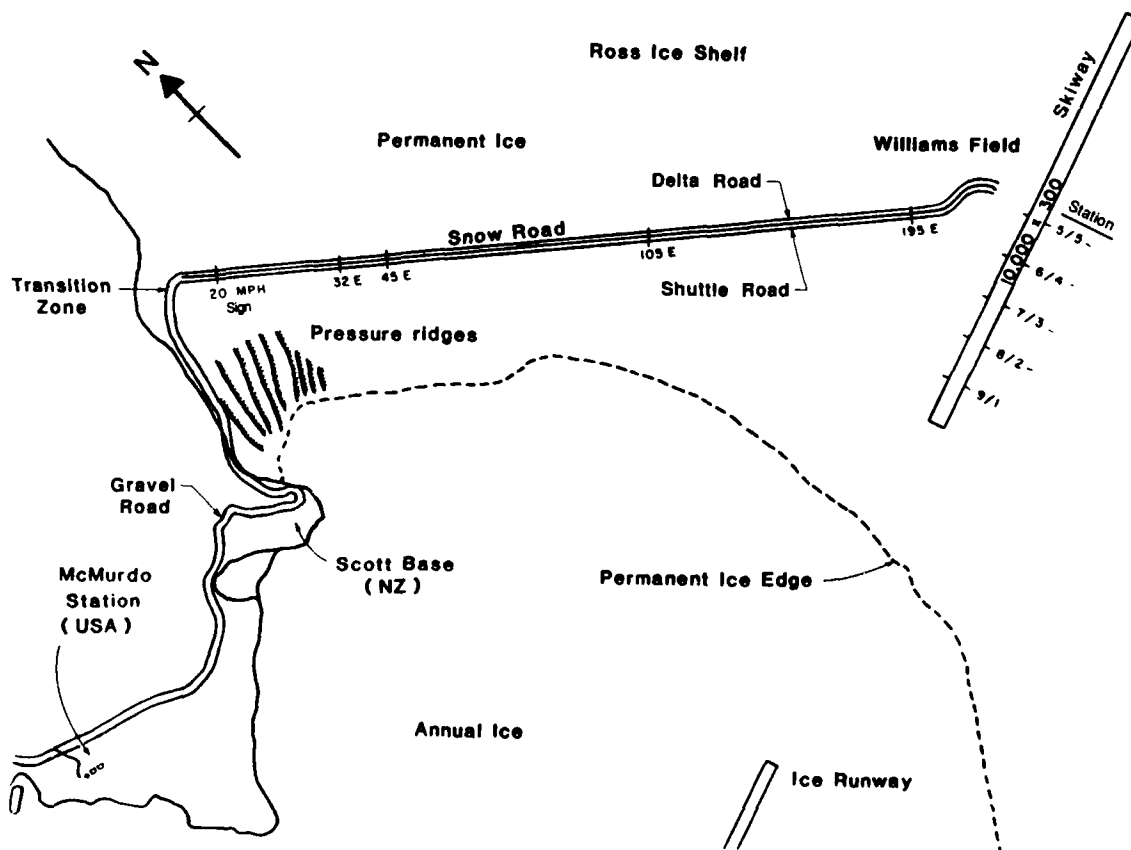 N
Ross Ice Shelf
Skiway
Permanent Ice
Williams Field
Delta Road
10,000 x 300
Station
5/5 -
Snow Road
195 E
105 E
6/4 -
Transition
Zone
20 MPH
Sign
32 E
45 E
Shuttle Road
7/3 -
Pressure ridges
8/2 -
9/1
Gravel
Road
Scott Base
(NZ)
McMurdo
Station
(USA)
Permanent Ice Edge
Annual Ice
Ice Runway